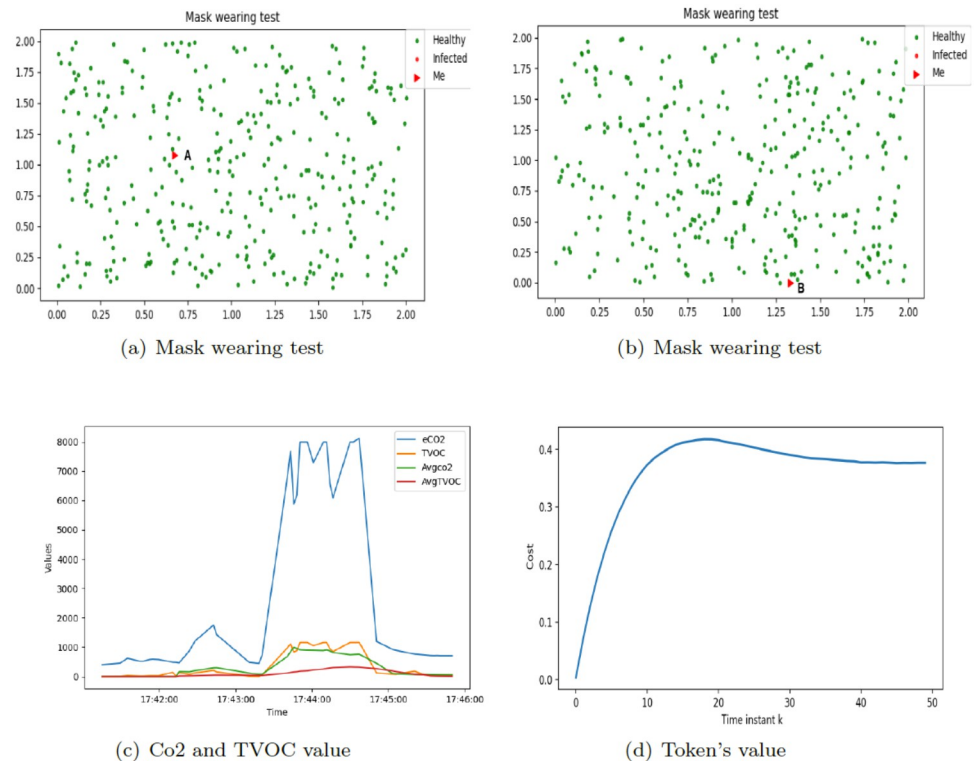 Mask wearing test
Healthy
Infected
Me
2.00
1.75
1.50
1.25
1.00
0.75
0.50
0.25
0.00
A
0.00 0.25 0.50 0.75 1.00 1.25 1.50 1.75 2.00
(a) Mask wearing test
Mask wearing test
Healthy
Infected
Me
2.00
1.75
1.50
1.25
1.00
0.75
0.50
0.25
0.00
B
0.00 0.25 0.50 0.75 1.00 1.25 1.50 1.75 2.00
(b) Mask wearing test
eCO2
TVOC
Avgco2
AvgTVOC
8000
7000
6000
5000
4000
3000
2000
1000
0
Values
17:42:00 17:43:00 17:44:00 17:45:00 17:46:00
Time
(c) Co2 and TVOC value
0.4
0.3
0.2
0.1
0.0
Cost
0 10 20 30 40 50
Time instant k
(d) Token's value